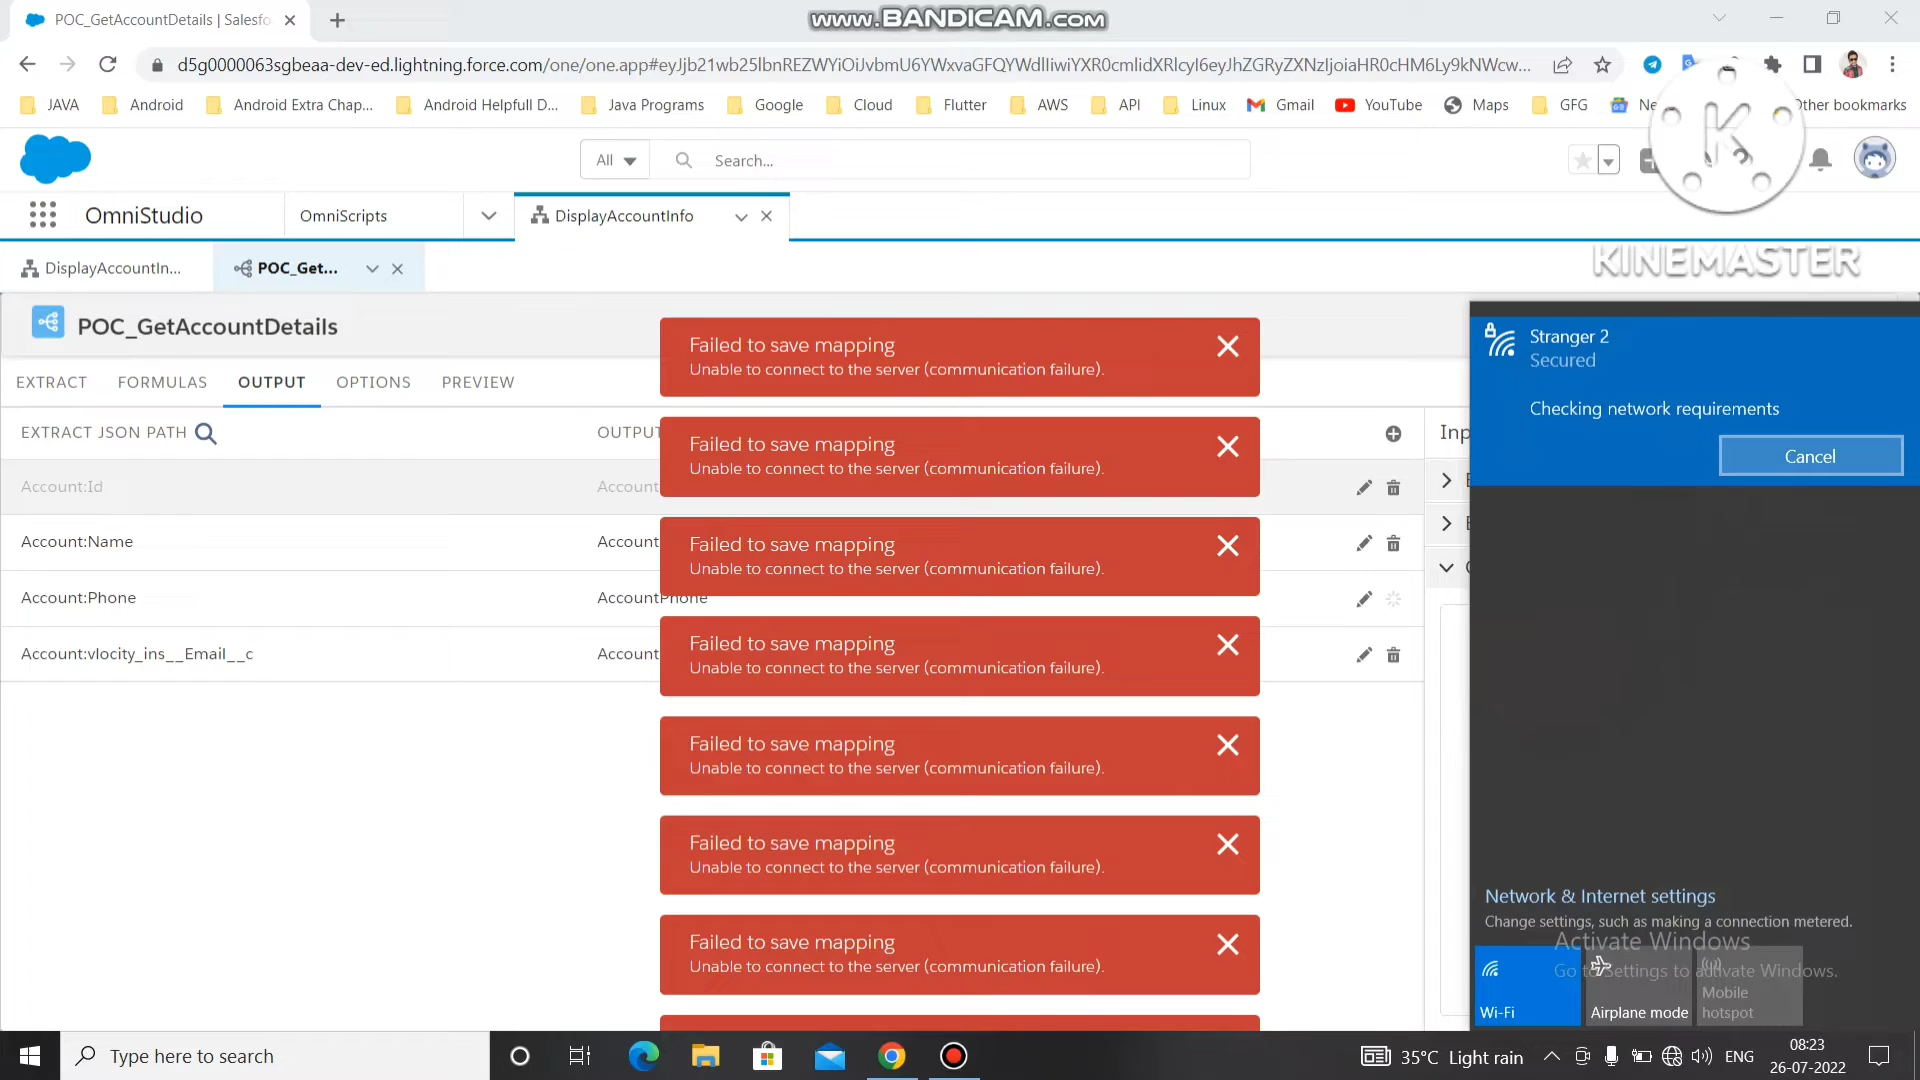 POC_GetAccountDetails | Salesfo
www.BANDICAM.com
d5g0000063sgbeaa-dev-ed.lightning.force.com/one/one.app#eyJjb21wb25lbnREZWYiOiJvbmU6YWxvaGFQYWdlIiwiYXR0cmlidXRlcyI6eyJhZGRyZXNzIjoiaHR0cHM6Ly9kNWcw...
JAVA
Android
Android Extra Chap...
Android Helpfull D...
Java Programs
Google
Cloud
Flutter
AWS
API
Linux
Gmail
YouTube
Maps
GFG
Other bookmarks
K
All
Search...
OmniStudio
OmniScripts
DisplayAccountInfo
KINEMASTER
DisplayAccountIn...
POC_Get...
POC_GetAccountDetails
EXTRACT
FORMULAS
OUTPUT
OPTIONS
PREVIEW
EXTRACT JSON PATH
Account:Id
Account
Account:Name
Account
Account:Phone
AccountPhone
Account:vlocity_ins__Email__c
Account
Failed to save mapping
Unable to connect to the server (communication failure).
Failed to save mapping
Unable to connect to the server (communication failure).
Failed to save mapping
Unable to connect to the server (communication failure).
Failed to save mapping
Unable to connect to the server (communication failure).
Failed to save mapping
Unable to connect to the server (communication failure).
Failed to save mapping
Unable to connect to the server (communication failure).
Failed to save mapping
Unable to connect to the server (communication failure).
Stranger 2
Secured
Checking network requirements
Cancel
Network & Internet settings
Change settings, such as making a connection metered.
Activate Windows
Go to Settings to activate Windows.
Wi-Fi
Airplane mode
Mobile
hotspot
Type here to search
35°C Light rain
ENG
08:23
26-07-2022